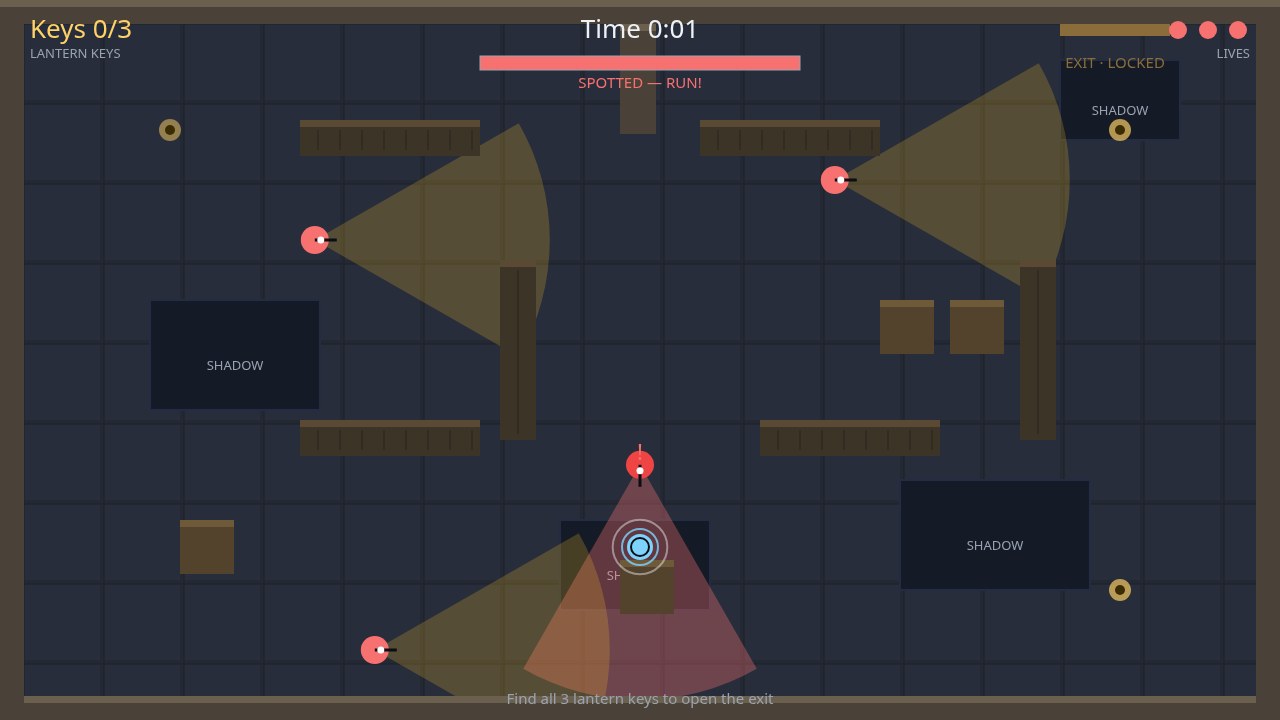 Keys 0/3
LANTERN KEYS
Time 0:01
SPOTTED — RUN!
LIVES
EXIT · LOCKED
SHADOW
SHADOW
SHADOW
SH
Find all 3 lantern keys to open the exit